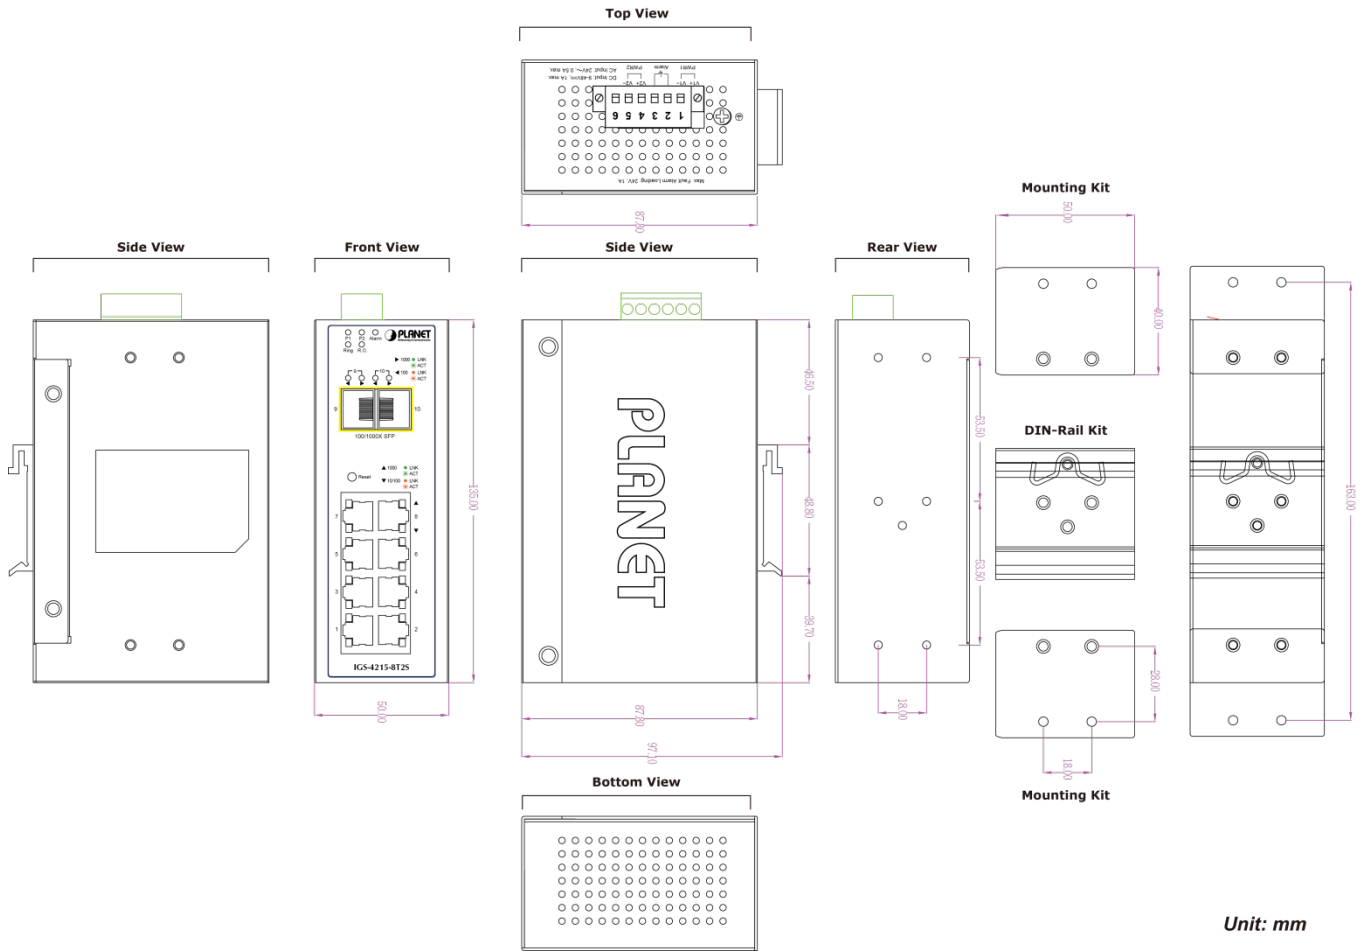 Top View
AC input: 24V~, 0.5A max.
DC input: 9-48V, 1A max.
PWR2 Alarm PWR1
V2- V2+ V1- V1+
6 5 4 3 2 1
Max. Fault Alarm Loading: 24V, 1A
87.80
Mounting Kit
50.00
40.00
Side View
Front View
Side View
Rear View
P1 P2 Alarm
Ring R.O.
PLANET
1000 LNK
ACT
100 LNK
ACT
9 10
9 10
100/1000X SFP
1000 LNK
ACT
10/100 LNK
ACT
Reset
7 8
5 6
3 4
1 2
IGS-4215-8T2S
135.00
50.00
PLANET
46.50
48.80
39.70
87.80
97.10
53.50
53.50
18.00
DIN-Rail Kit
28.00
18.00
Mounting Kit
163.00
Bottom View
Unit: mm